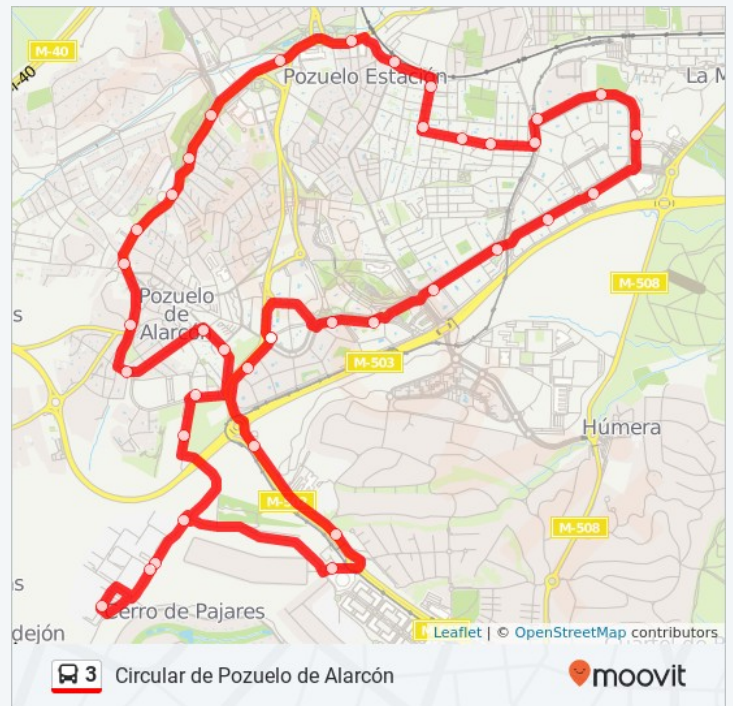 M-40
M-40
Pozuelo Estación
La M
M-508
Pozuelo
de
Alarcón
s
M-503
Húmera
M-508
as
Cerro de Pajares
dejón
Leaflet | © OpenStreetMap contributors
3 Circular de Pozuelo de Alarcón
moovit